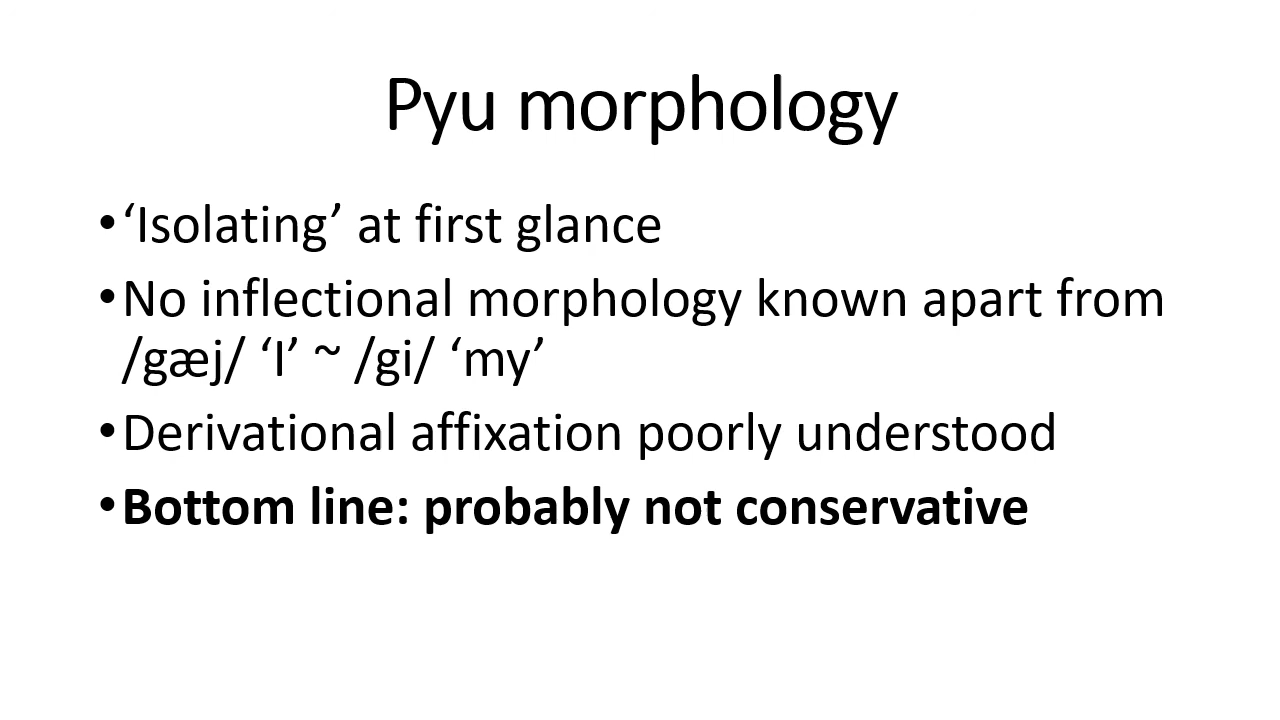 Pyu morphology
•‘Isolating’ at first glance
•No inflectional morphology known apart from
/gæj/ ‘I’ ~ /gi/ ‘my’
•Derivational affixation poorly understood
•Bottom line: probably not conservative